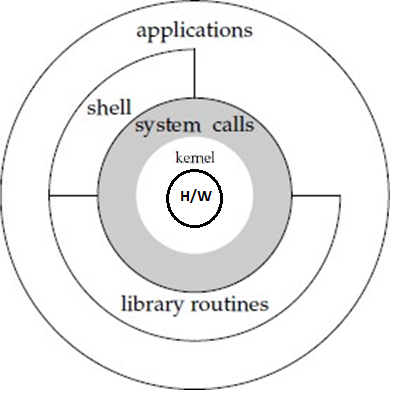 applications
shell
system calls
kernel
H/W
library routines